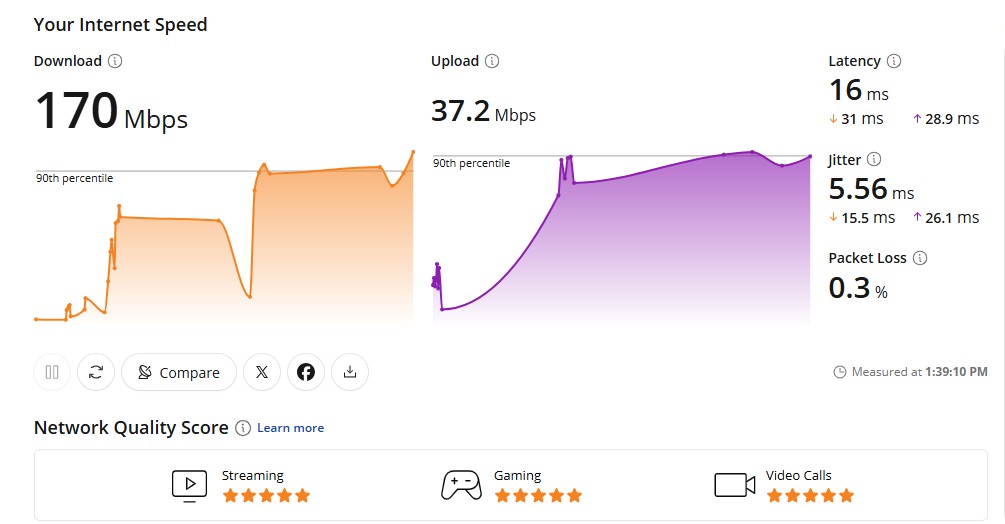 Your Internet Speed
Download
170 Mbps
90th percentile
Upload
37.2 Mbps
90th percentile
Latency
16 ms
↓ 31 ms ↑ 28.9 ms
Jitter
5.56 ms
↓ 15.5 ms ↑ 26.1 ms
Packet Loss
0.3 %
Compare
Measured at 1:39:10 PM
Network Quality Score Learn more
Streaming
Gaming
Video Calls